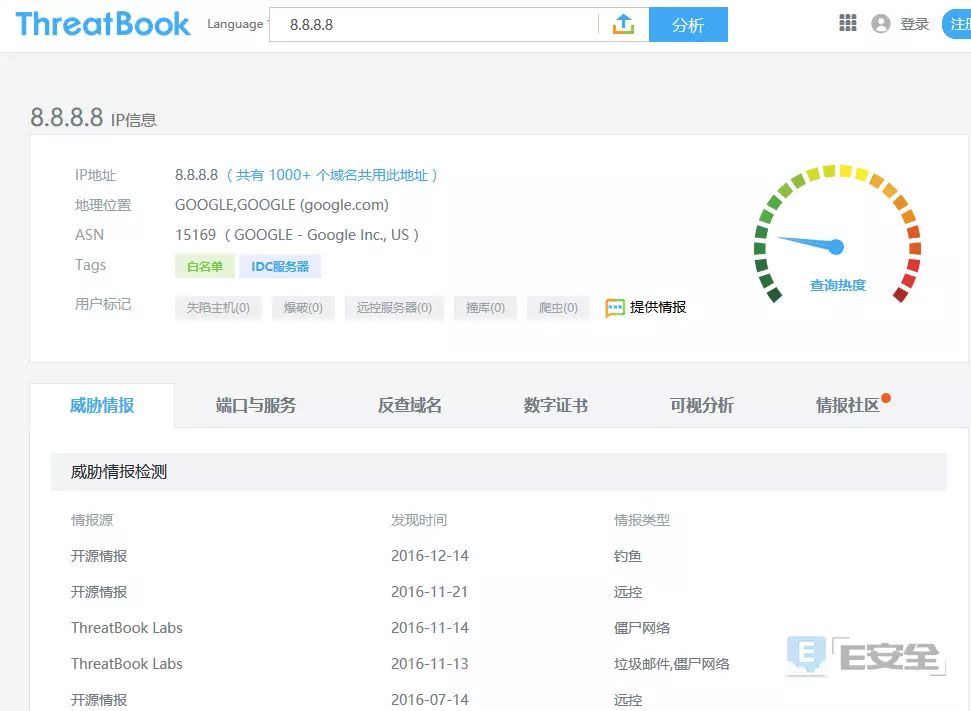 ThreatBook Language 8.8.8.8 分析 登录
8.8.8.8 IP信息
IP地址 8.8.8.8 ( 共有 1000+ 个域名共用此地址 )
地理位置 GOOGLE,GOOGLE (google.com)
ASN 15169 ( GOOGLE - Google Inc., US )
Tags 白名单 IDC服务器
查询热度
用户标记 失陷主机(0) 爆破(0) 远控服务器(0) 撞库(0) 爬虫(0) 提供情报
威胁情报 端口与服务 反查域名 数字证书 可视分析 情报社区
威胁情报检测
情报源 发现时间 情报类型
开源情报 2016-12-14 钓鱼
开源情报 2016-11-21 远控
ThreatBook Labs 2016-11-14 僵尸网络
ThreatBook Labs 2016-11-13 垃圾邮件,僵尸网络
开源情报 2016-07-14 远控
E E安全